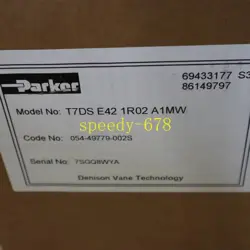 Parker
69433177 S3
86149797
Model No: T7DS E42 1R02 A1MW
speedy-678
Code No: 054-49779-002S
Serial No: 7SGQ8WYA
Denison Vane Technology